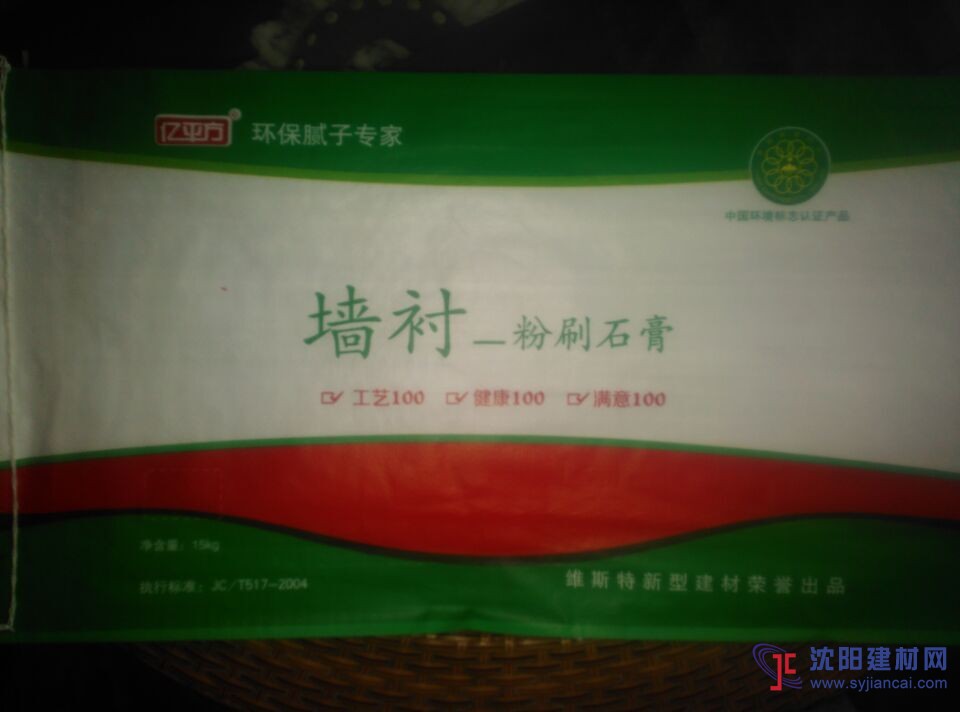 亿平方® 环保腻子专家
中国环境标志认证产品
墙衬—粉刷石膏
工艺100 健康100 满意100
净含量：15kg
执行标准：JC/T517-2004
维斯特新型建材荣誉出品
沈阳建材网
www.syjiancai.com